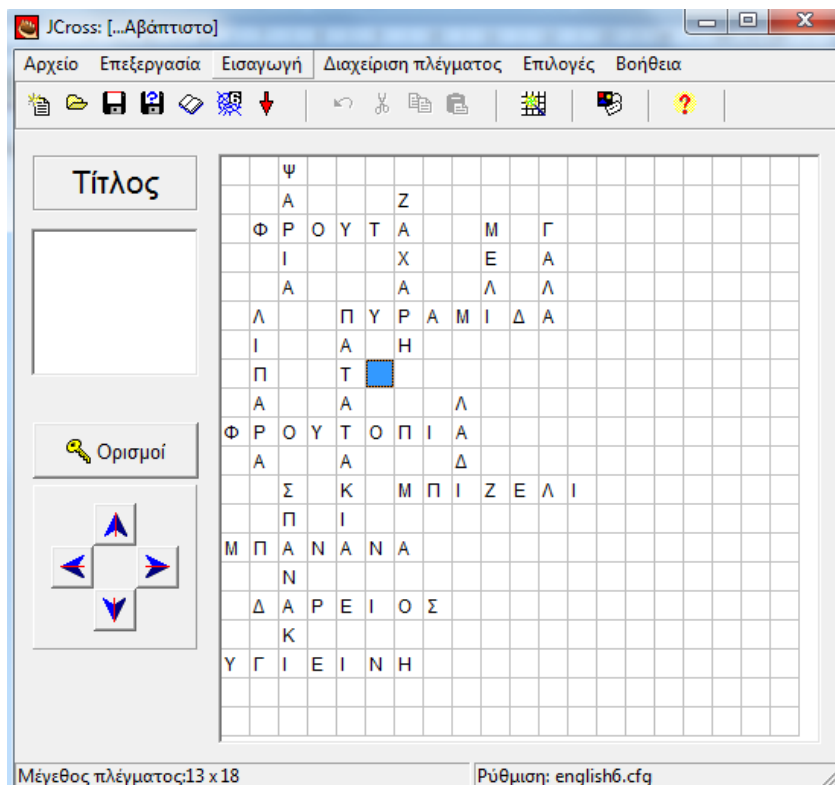 JCross: [...Αβάπτιστο]
Αρχείο Επεξεργασία Εισαγωγή Διαχείριση πλέγματος Επιλογές Βοήθεια
Τίτλος
Ορισμοί
Ψ
Α Ζ
Φ Ρ Ο Υ Τ Α Μ Γ
Ι Χ Ε Α
Α Α Λ Λ
Λ Π Υ Ρ Α Μ Ι Δ Α
Ι Α Η
Π Τ
Α Α Λ
Φ Ρ Ο Υ Τ Ο Π Ι Α
Α Α Δ
Σ Κ Μ Π Ι Ζ Ε Λ Ι
Π Ι
Μ Π Α Ν Α Ν Α
Ν
Δ Α Ρ Ε Ι Ο Σ
Κ
Υ Γ Ι Ε Ι Ν Η
Μέγεθος πλέγματος:13 x 18
Ρύθμιση: english6.cfg